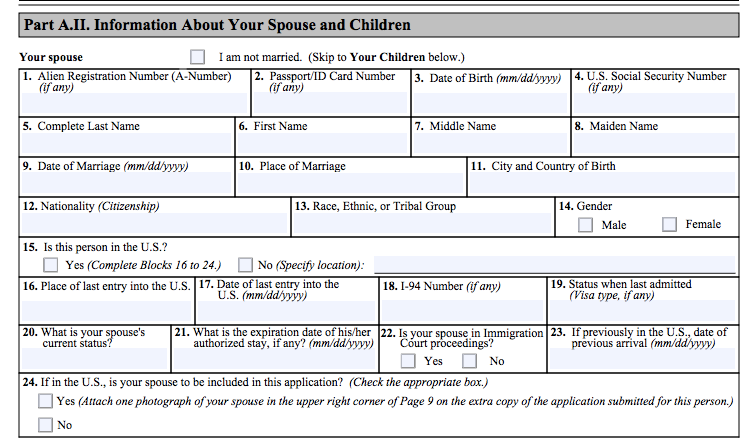 Part A.II. Information About Your Spouse and Children
Your spouse I am not married. (Skip to Your Children below.)
1. Alien Registration Number (A-Number) (if any)
2. Passport/ID Card Number (if any)
3. Date of Birth (mm/dd/yyyy)
4. U.S. Social Security Number (if any)
5. Complete Last Name
6. First Name
7. Middle Name
8. Maiden Name
9. Date of Marriage (mm/dd/yyyy)
10. Place of Marriage
11. City and Country of Birth
12. Nationality (Citizenship)
13. Race, Ethnic, or Tribal Group
14. Gender
Male Female
15. Is this person in the U.S.?
Yes (Complete Blocks 16 to 24.) No (Specify location):
16. Place of last entry into the U.S.
17. Date of last entry into the U.S. (mm/dd/yyyy)
18. I-94 Number (if any)
19. Status when last admitted (Visa type, if any)
20. What is your spouse's current status?
21. What is the expiration date of his/her authorized stay, if any? (mm/dd/yyyy)
22. Is your spouse in Immigration Court proceedings?
Yes No
23. If previously in the U.S., date of previous arrival (mm/dd/yyyy)
24. If in the U.S., is your spouse to be included in this application? (Check the appropriate box.)
Yes (Attach one photograph of your spouse in the upper right corner of Page 9 on the extra copy of the application submitted for this person.)
No